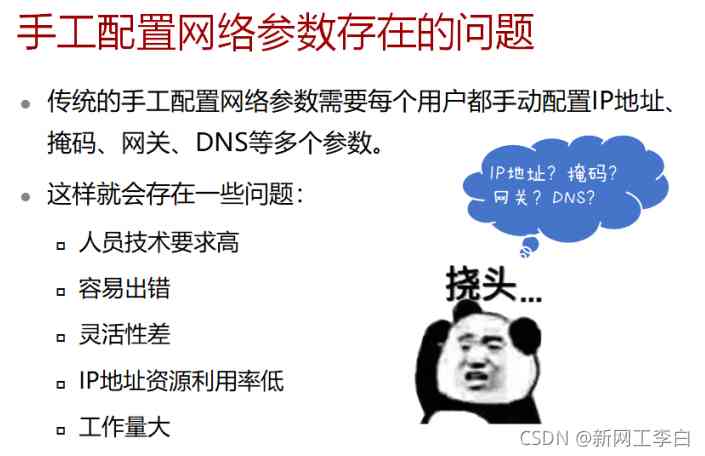 手工配置网络参数存在的问题
传统的手工配置网络参数需要每个用户都手动配置IP地址、
掩码、网关、DNS等多个参数。
这样就会存在一些问题：
人员技术要求高
容易出错
灵活性差
IP地址资源利用率低
工作量大
IP地址？掩码？
网关？DNS？
挠头...
CSDN @新网工李白